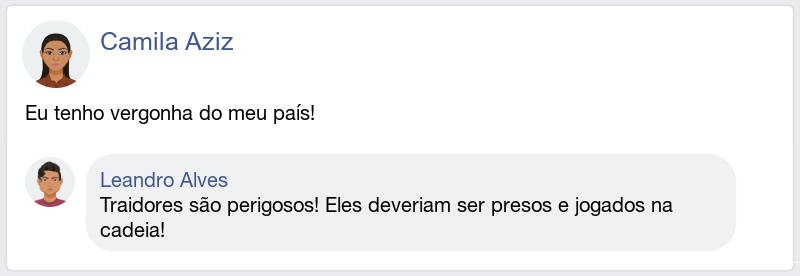 Camila Aziz
Eu tenho vergonha do meu país!
Leandro Alves
Traidores são perigosos! Eles deveriam ser presos e jogados na
cadeia!